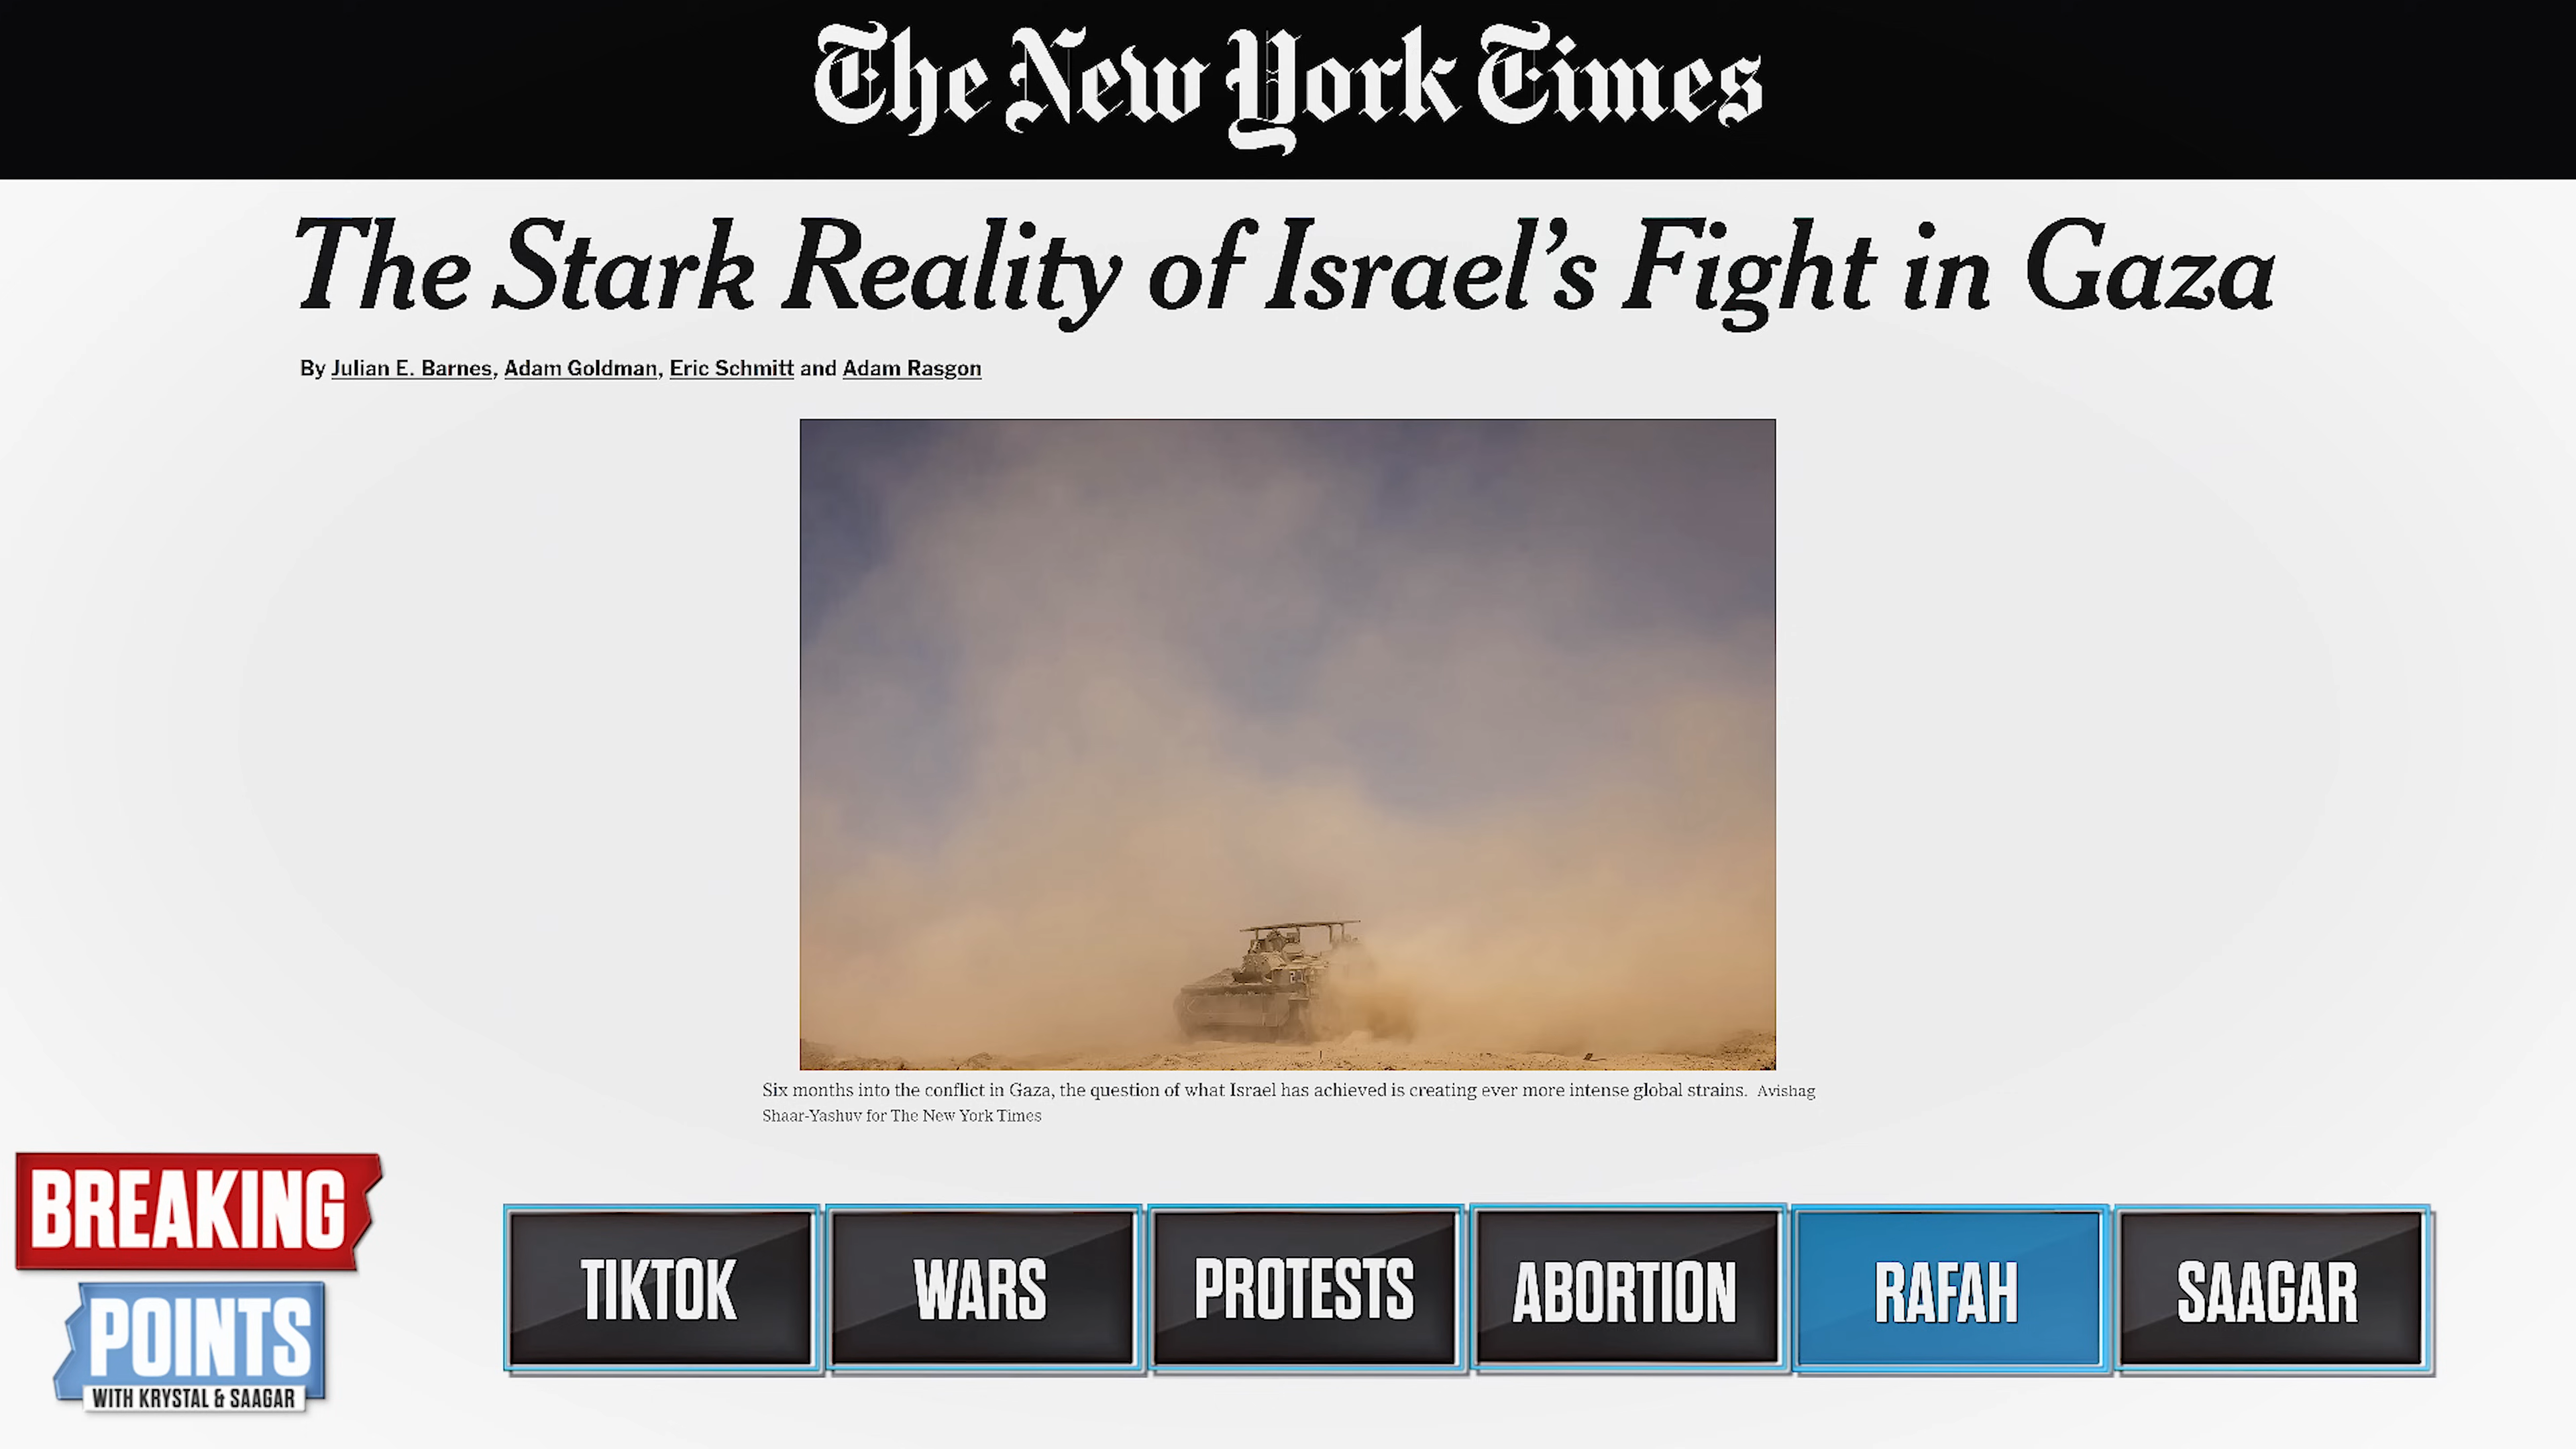 The New York Times
The Stark Reality of Israel's Fight in Gaza
By Julian E. Barnes, Adam Goldman, Eric Schmitt and Adam Rasgon
Six months into the conflict in Gaza, the question of what Israel has achieved is creating ever more intense global strains. Avishag
Shaar-Yashuv for The New York Times
BREAKING
POINTS
WITH KRYSTAL & SAAGAR
TIKTOK
WARS
PROTESTS
ABORTION
RAFAH
SAAGAR